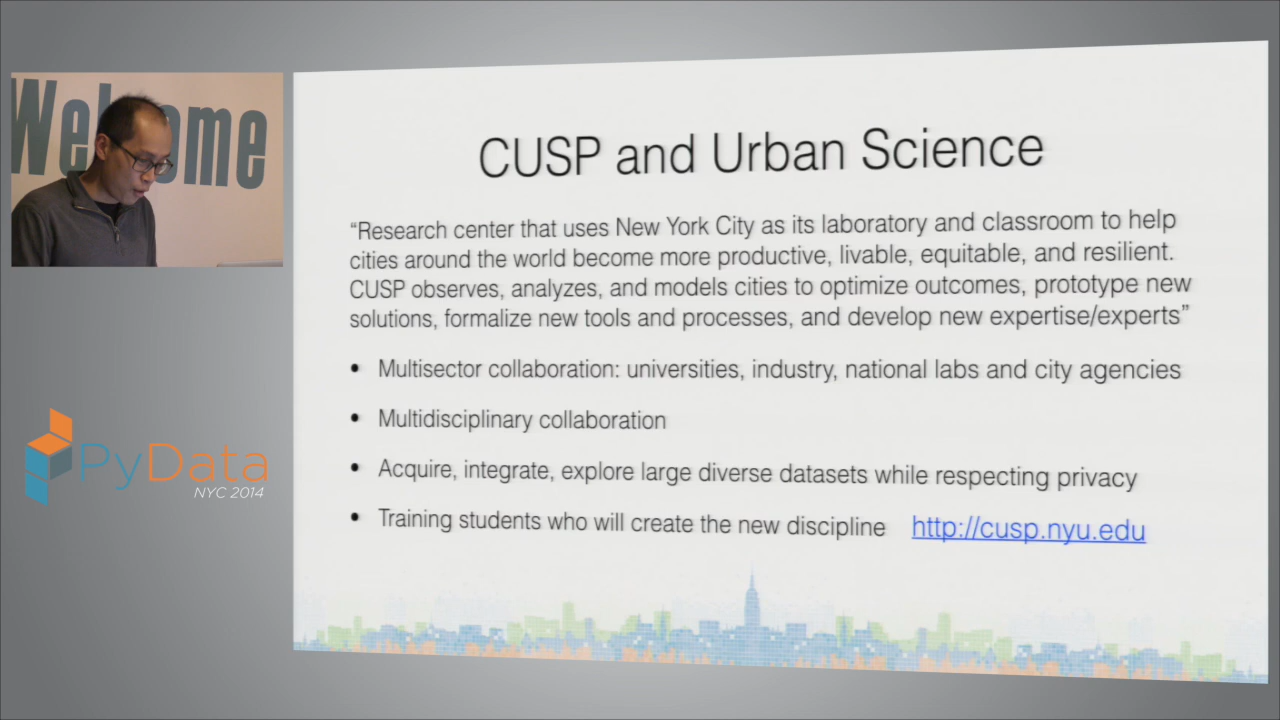 Welcome
CUSP and Urban Science
“Research center that uses New York City as its laboratory and classroom to help
cities around the world become more productive, livable, equitable, and resilient.
CUSP observes, analyzes, and models cities to optimize outcomes, prototype new
solutions, formalize new tools and processes, and develop new expertise/experts”
• Multisector collaboration: universities, industry, national labs and city agencies
• Multidisciplinary collaboration
• Acquire, integrate, explore large diverse datasets while respecting privacy
• Training students who will create the new discipline http://cusp.nyu.edu
PyData
NYC 2014